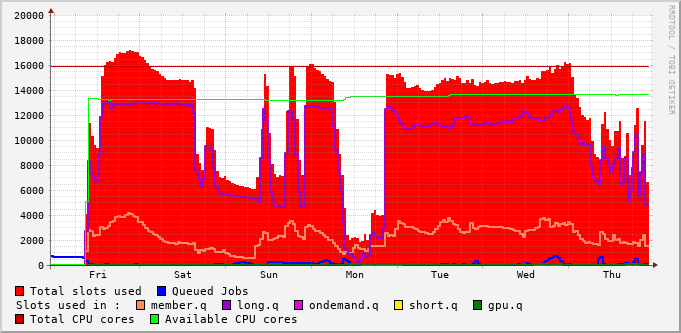 20000
18000
16000
14000
12000
10000
8000
6000
4000
2000
0
Fri Sat Sun Mon Tue Wed Thu
RRDTOOL / TOBI OETIKER
Total slots used Queued Jobs
Slots used in : member.q long.q ondemand.q short.q gpu.q
Total CPU cores Available CPU cores